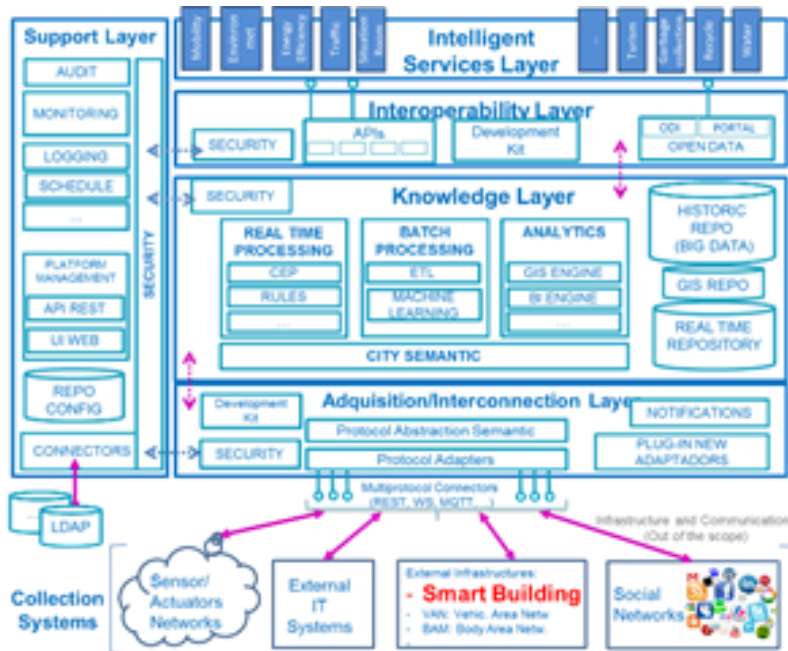 Support Layer
AUDIT
MONITORING
LOGGING
SCHEDULE
...
PLATFORM
MANAGEMENT
API REST
UI WEB
REPO
CONFIG
CONNECTORS
SECURITY
LDAP
Mobility
Environ
met
Energy
Efficiency
Traffic
Situation
Room
Intelligent
Services Layer
Turism
Garbage
collection
Recycle
Water
Interoperability Layer
SECURITY
APIs
Development
Kit
ODI
PORTAL
OPEN DATA
SECURITY
Knowledge Layer
REAL TIME
PROCESSING
CEP
RULES
...
BATCH
PROCESSING
ETL
MACHINE
LEARNING
ANALYTICS
GIS ENGINE
BI ENGINE
...
HISTORIC
REPO
(BIG DATA)
GIS REPO
REAL TIME
REPOSITORY
CITY SEMANTIC
Adquisition/Interconnection Layer
Development
Kit
SECURITY
Protocol Abstraction Semantic
Protocol Adapters
NOTIFICATIONS
PLUG-IN NEW
ADAPTADORS
Multiprotocol Connectors
(REST, WS, MQTT,...)
Infrastructure and Communication
(Out of the scope)
Collection
Systems
Sensor/
Actuators
Networks
External
IT
Systems
External Infrastructures:
- Smart Building
- VAN: Vehic. Area Netw
- BAM: Body Area Netw.
Social
Networks